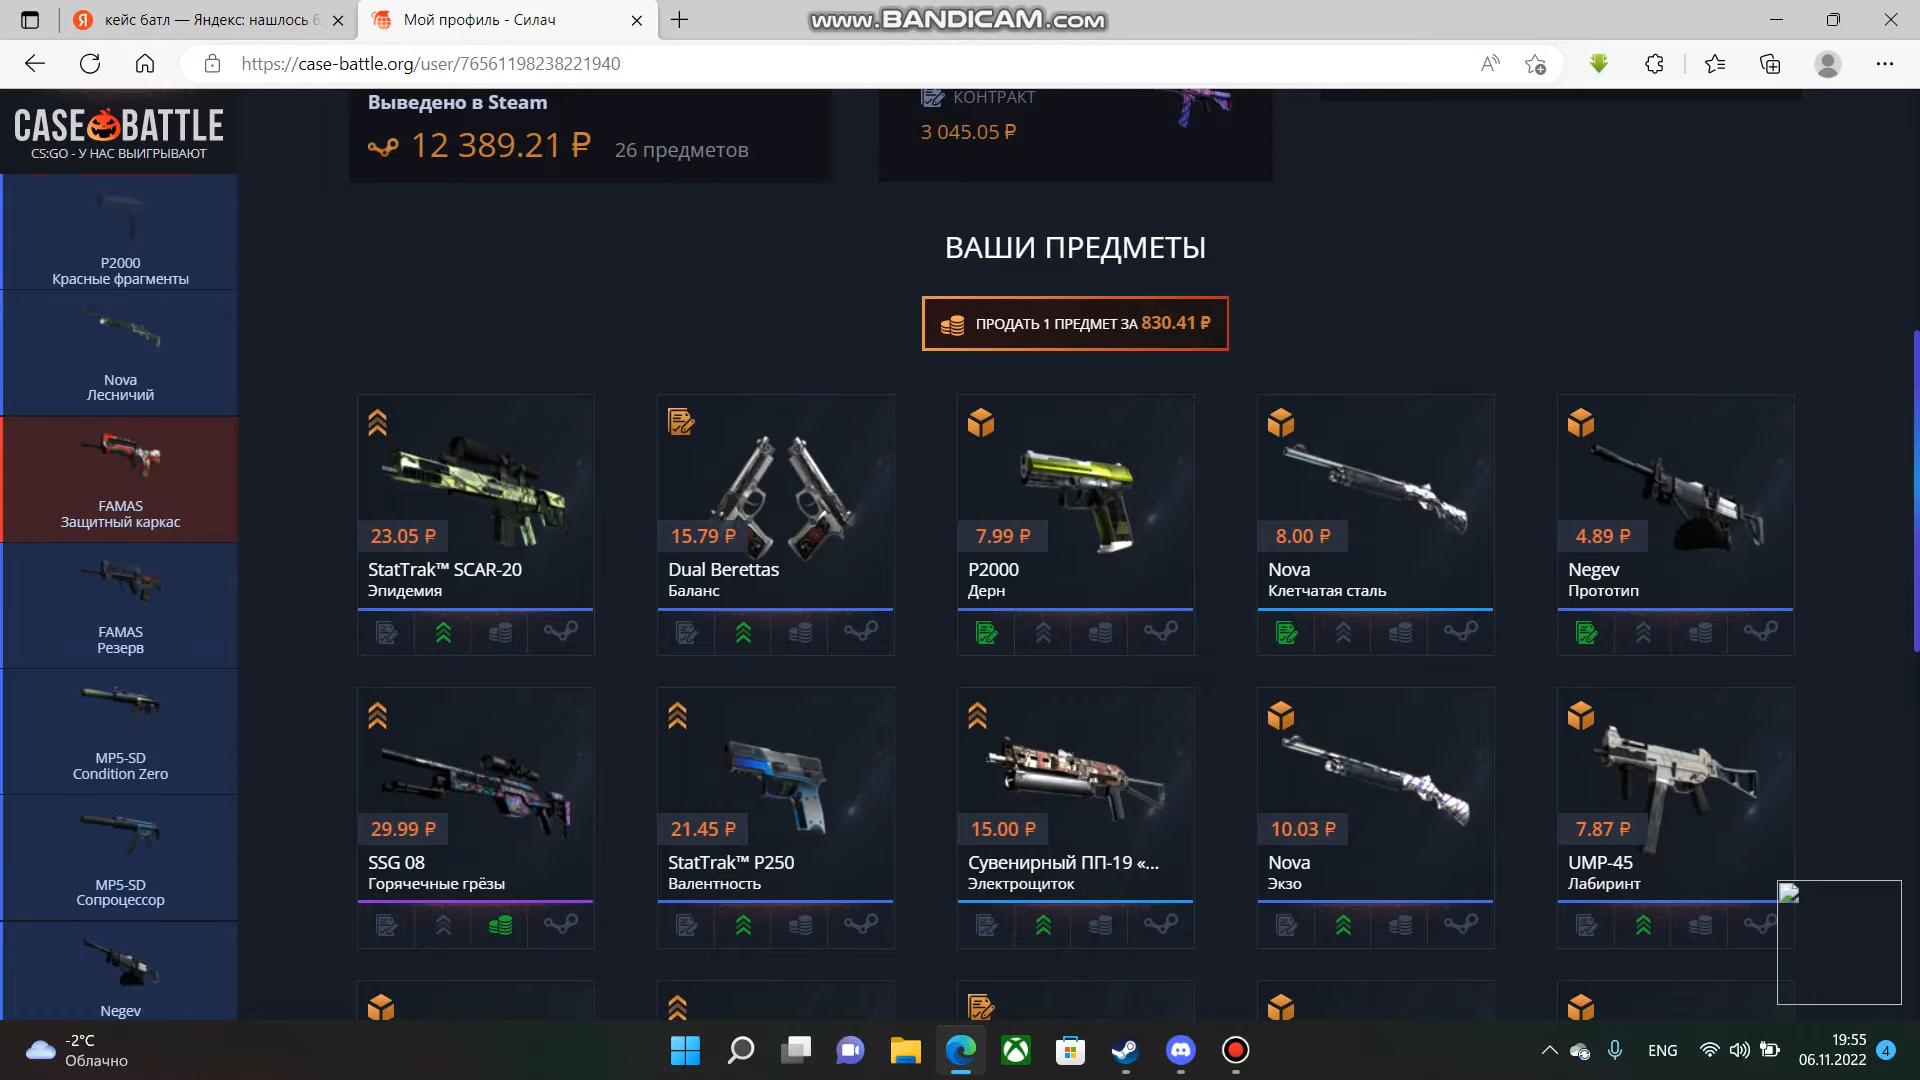 кейс батл — Яндекс: нашлось 6
Мой профиль - Силач
www.BANDICAM.com
https://case-battle.org/user/76561198238221940
CASE BATTLE
CS:GO - У НАС ВЫИГРЫВАЮТ
P2000
Красные фрагменты
Nova
Лесничий
FAMAS
Защитный каркас
FAMAS
Резерв
MP5-SD
Condition Zero
MP5-SD
Сопроцессор
Negev
Выведено в Steam
12 389.21 ₽ 26 предметов
КОНТРАКТ
3 045.05 ₽
ВАШИ ПРЕДМЕТЫ
ПРОДАТЬ 1 ПРЕДМЕТ ЗА 830.41 ₽
23.05 ₽
StatTrak™ SCAR-20
Эпидемия
15.79 ₽
Dual Berettas
Баланс
7.99 ₽
P2000
Дерн
8.00 ₽
Nova
Клетчатая сталь
4.89 ₽
Negev
Прототип
29.99 ₽
SSG 08
Горячечные грёзы
21.45 ₽
StatTrak™ P250
Валентность
15.00 ₽
Сувенирный ПП-19 «...
Электрощиток
10.03 ₽
Nova
Экзо
7.87 ₽
UMP-45
Лабиринт
-2°C
Облачно
ENG
19:55
06.11.2022
4